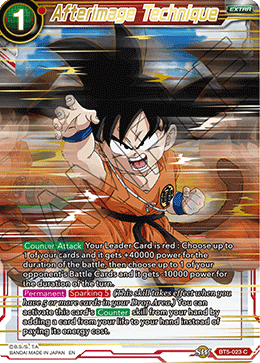 1
Afterimage Technique
EXTRA
Counter Attack Your Leader Card is red : Choose up to
1 of your cards and it gets +40000 power for the
duration of the battle, then choose up to 1 of your
opponent's Battle Cards and it gets -10000 power for
the duration of the turn.
Permanent Sparking 5 (This skill takes effect when you
have 5 or more cards in your Drop Area.) You can
activate this card's Counter skill from your hand by
adding a card from your life to your hand instead of
paying its energy cost.
©B.S/S.,T.A
BANDAI MADE IN JAPAN EN
BT5-023 C